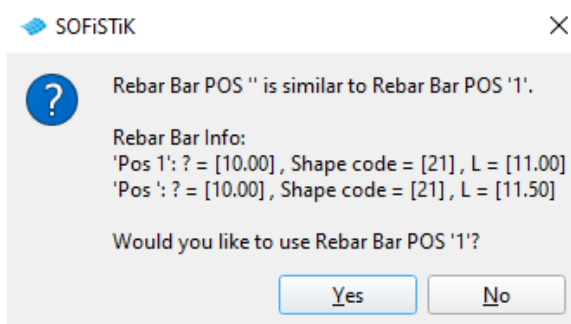 SOFiSTiK
Rebar Bar POS '' is similar to Rebar Bar POS '1'.
Rebar Bar Info:
'Pos 1': ? = [10.00] , Shape code = [21] , L = [11.00]
'Pos ': ? = [10.00] , Shape code = [21] , L = [11.50]
Would you like to use Rebar Bar POS '1'?
Yes
No